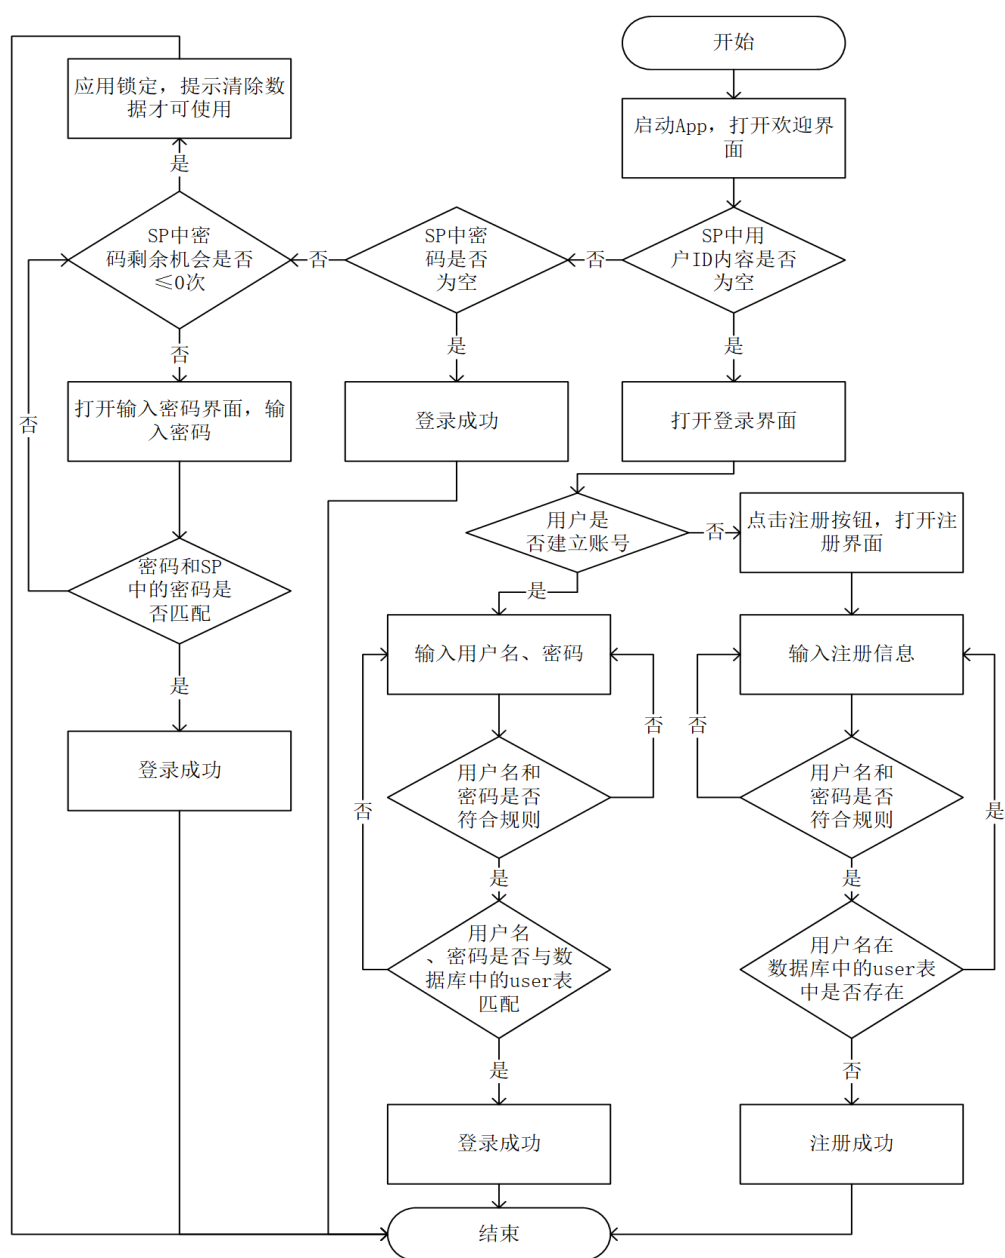 开始
应用锁定，提示清除数
据才可使用
启动App，打开欢迎界
面
是
SP中密
码剩余机会是否
≤0次
否
SP中密
码是否
为空
否
SP中用
户ID内容是否
为空
否
是
是
打开输入密码界面，输
入密码
登录成功
打开登录界面
否
用户是
否建立账号
否
点击注册按钮，打开注
册界面
密码和SP
中的密码是
否匹配
是
输入用户名、密码
输入注册信息
是
否
否
登录成功
用户名和
密码是否
符合规则
用户名和
密码是否
符合规则
否
是
是
是
用户名
、密码是否与数
据库中的user表
匹配
用户名在
数据库中的user表
中是否存在
是
否
登录成功
注册成功
结束